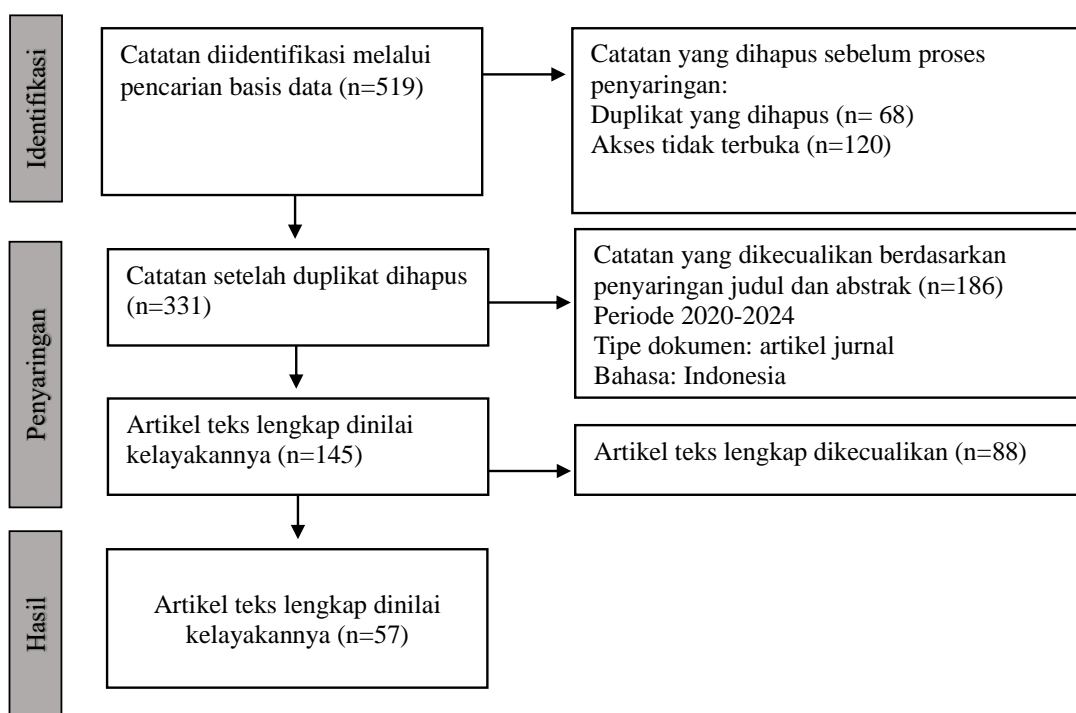 Identifikasi
Catatan diidentifikasi melalui
pencarian basis data (n=519)
Catatan yang dihapus sebelum proses
penyaringan:
Duplikat yang dihapus (n= 68)
Akses tidak terbuka (n=120)
Penyaringan
Catatan setelah duplikat dihapus
(n=331)
Catatan yang dikecualikan berdasarkan
penyaringan judul dan abstrak (n=186)
Periode 2020-2024
Tipe dokumen: artikel jurnal
Bahasa: Indonesia
Artikel teks lengkap dinilai
kelayakannya (n=145)
Artikel teks lengkap dikecualikan (n=88)
Hasil
Artikel teks lengkap dinilai
kelayakannya (n=57)